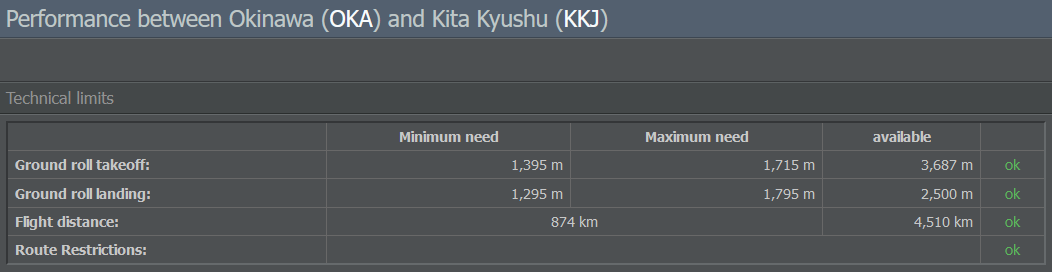 Performance between Okinawa (OKA) and Kita Kyushu (KKJ)
Technical limits
Minimum need Maximum need available
Ground roll takeoff: 1,395 m 1,715 m 3,687 m ok
Ground roll landing: 1,295 m 1,795 m 2,500 m ok
Flight distance: 874 km 4,510 km ok
Route Restrictions: ok